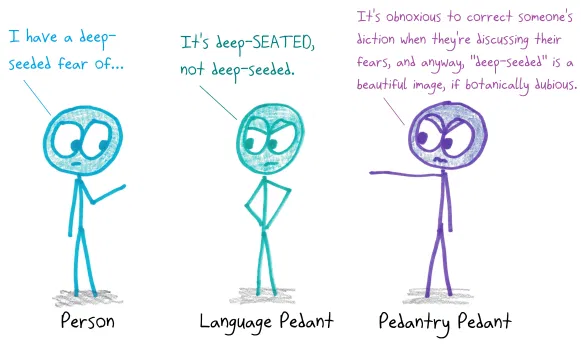 I have a deep-
seeded fear of...
It's deep-SEATED,
not deep-seeded.
It's obnoxious to correct someone's
diction when they're discussing their
fears, and anyway, "deep-seeded" is a
beautiful image, if botanically dubious.
Person
Language Pedant
Pedantry Pedant